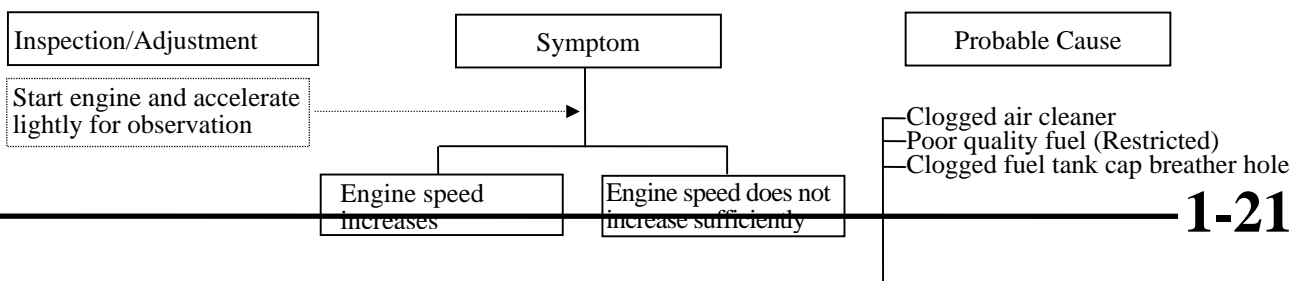 Inspection/Adjustment
Symptom
Probable Cause
Start engine and accelerate
lightly for observation
Clogged air cleaner
Poor quality fuel (Restricted)
Clogged fuel tank cap breather hole
Engine speed
increases
Engine speed does not
increase sufficiently
1-21